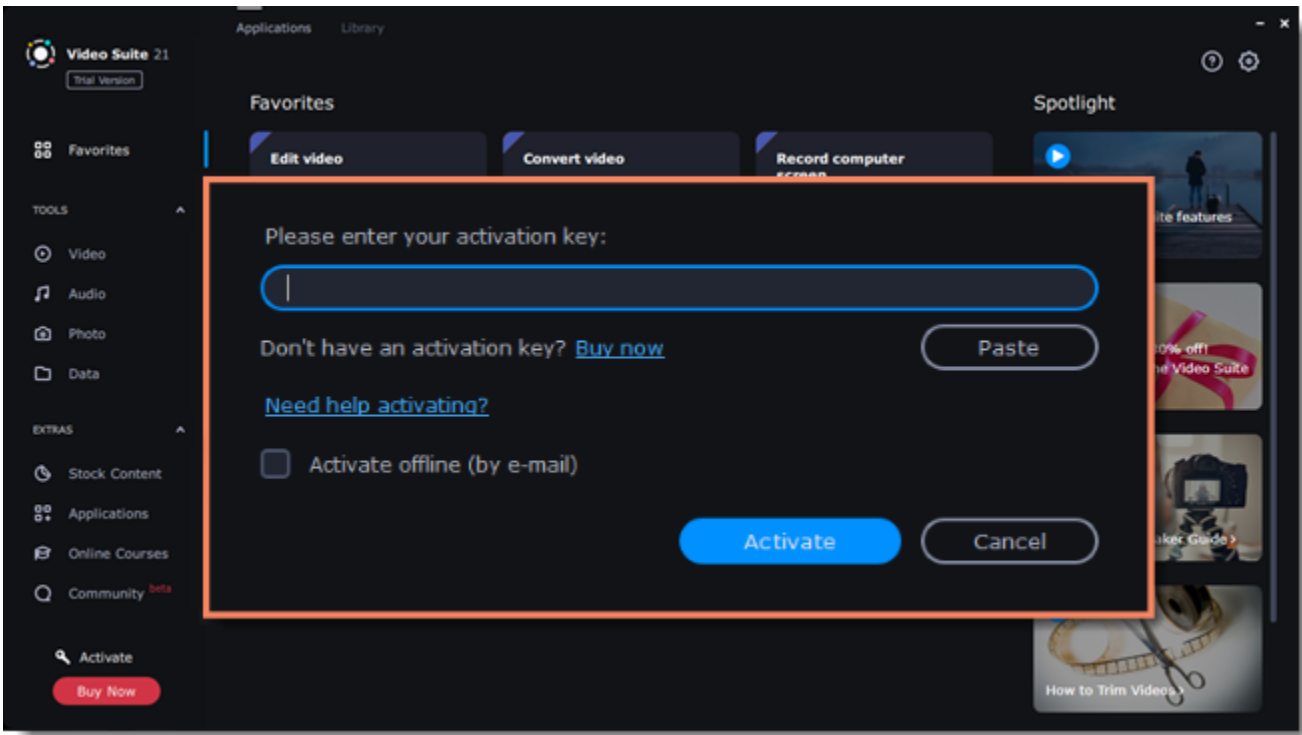 Applications Library
Video Suite 21
Trial Version
Favorites
TOOLS
Video
Audio
Photo
Data
EXTRAS
Stock Content
Applications
Online Courses
Community beta
Activate
Buy Now
Favorites
Edit video
Convert video
Record computer
screen
Please enter your activation key:
Don't have an activation key? Buy now
Paste
Need help activating?
Activate offline (by e-mail)
Activate
Cancel
Spotlight
features
off!
Video Suite
Guide >
How to Trim Videos >